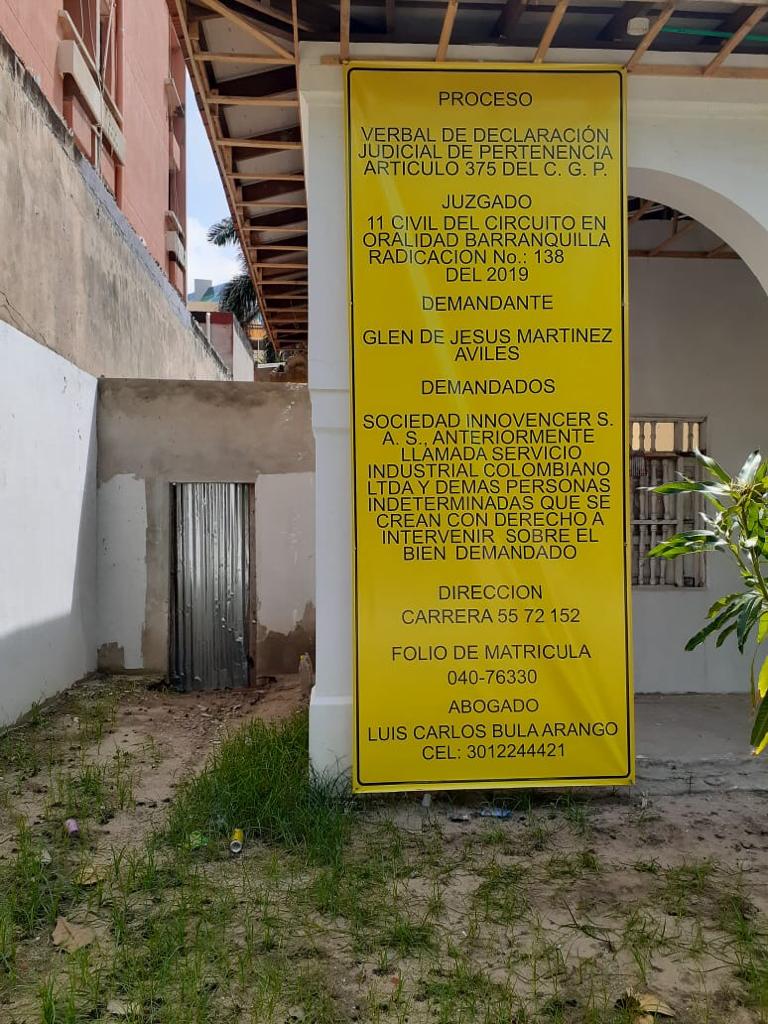 PROCESO
VERBAL DE DECLARACIÓN
JUDICIAL DE PERTENENCIA
ARTICULO 375 DEL C. G. P.
JUZGADO
11 CIVIL DEL CIRCUITO EN
ORALIDAD BARRANQUILLA
RADICACION No.: 138
DEL 2019
DEMANDANTE
GLEN DE JESUS MARTINEZ
AVILES
DEMANDADOS
SOCIEDAD INNOVENCER S.
A. S., ANTERIORMENTE
LLAMADA SERVICIO
INDUSTRIAL COLOMBIANO
LTDA Y DEMAS PERSONAS
INDETERMINADAS QUE SE
CREAN CON DERECHO A
INTERVENIR SOBRE EL
BIEN DEMANDADO
DIRECCION
CARRERA 55 72 152
FOLIO DE MATRICULA
040-76330
ABOGADO
LUIS CARLOS BULA ARANGO
CEL: 3012244421